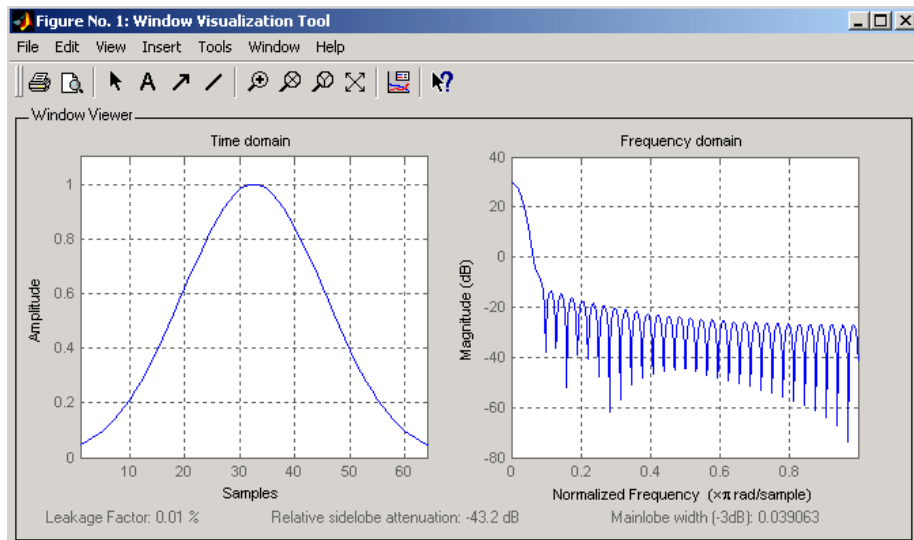 Figure No. 1: Window Visualization Tool
File Edit View Insert Tools Window Help
A
Window Viewer
Time domain
Amplitude
1
0.8
0.6
0.4
0.2
0
10 20 30 40 50 60
Samples
Frequency domain
Magnitude (dB)
40
20
0
-20
-40
-60
-80
0 0.2 0.4 0.6 0.8
Normalized Frequency (×π rad/sample)
Leakage Factor: 0.01 % Relative sidelobe attenuation: -43.2 dB Mainlobe width (-3dB): 0.039063